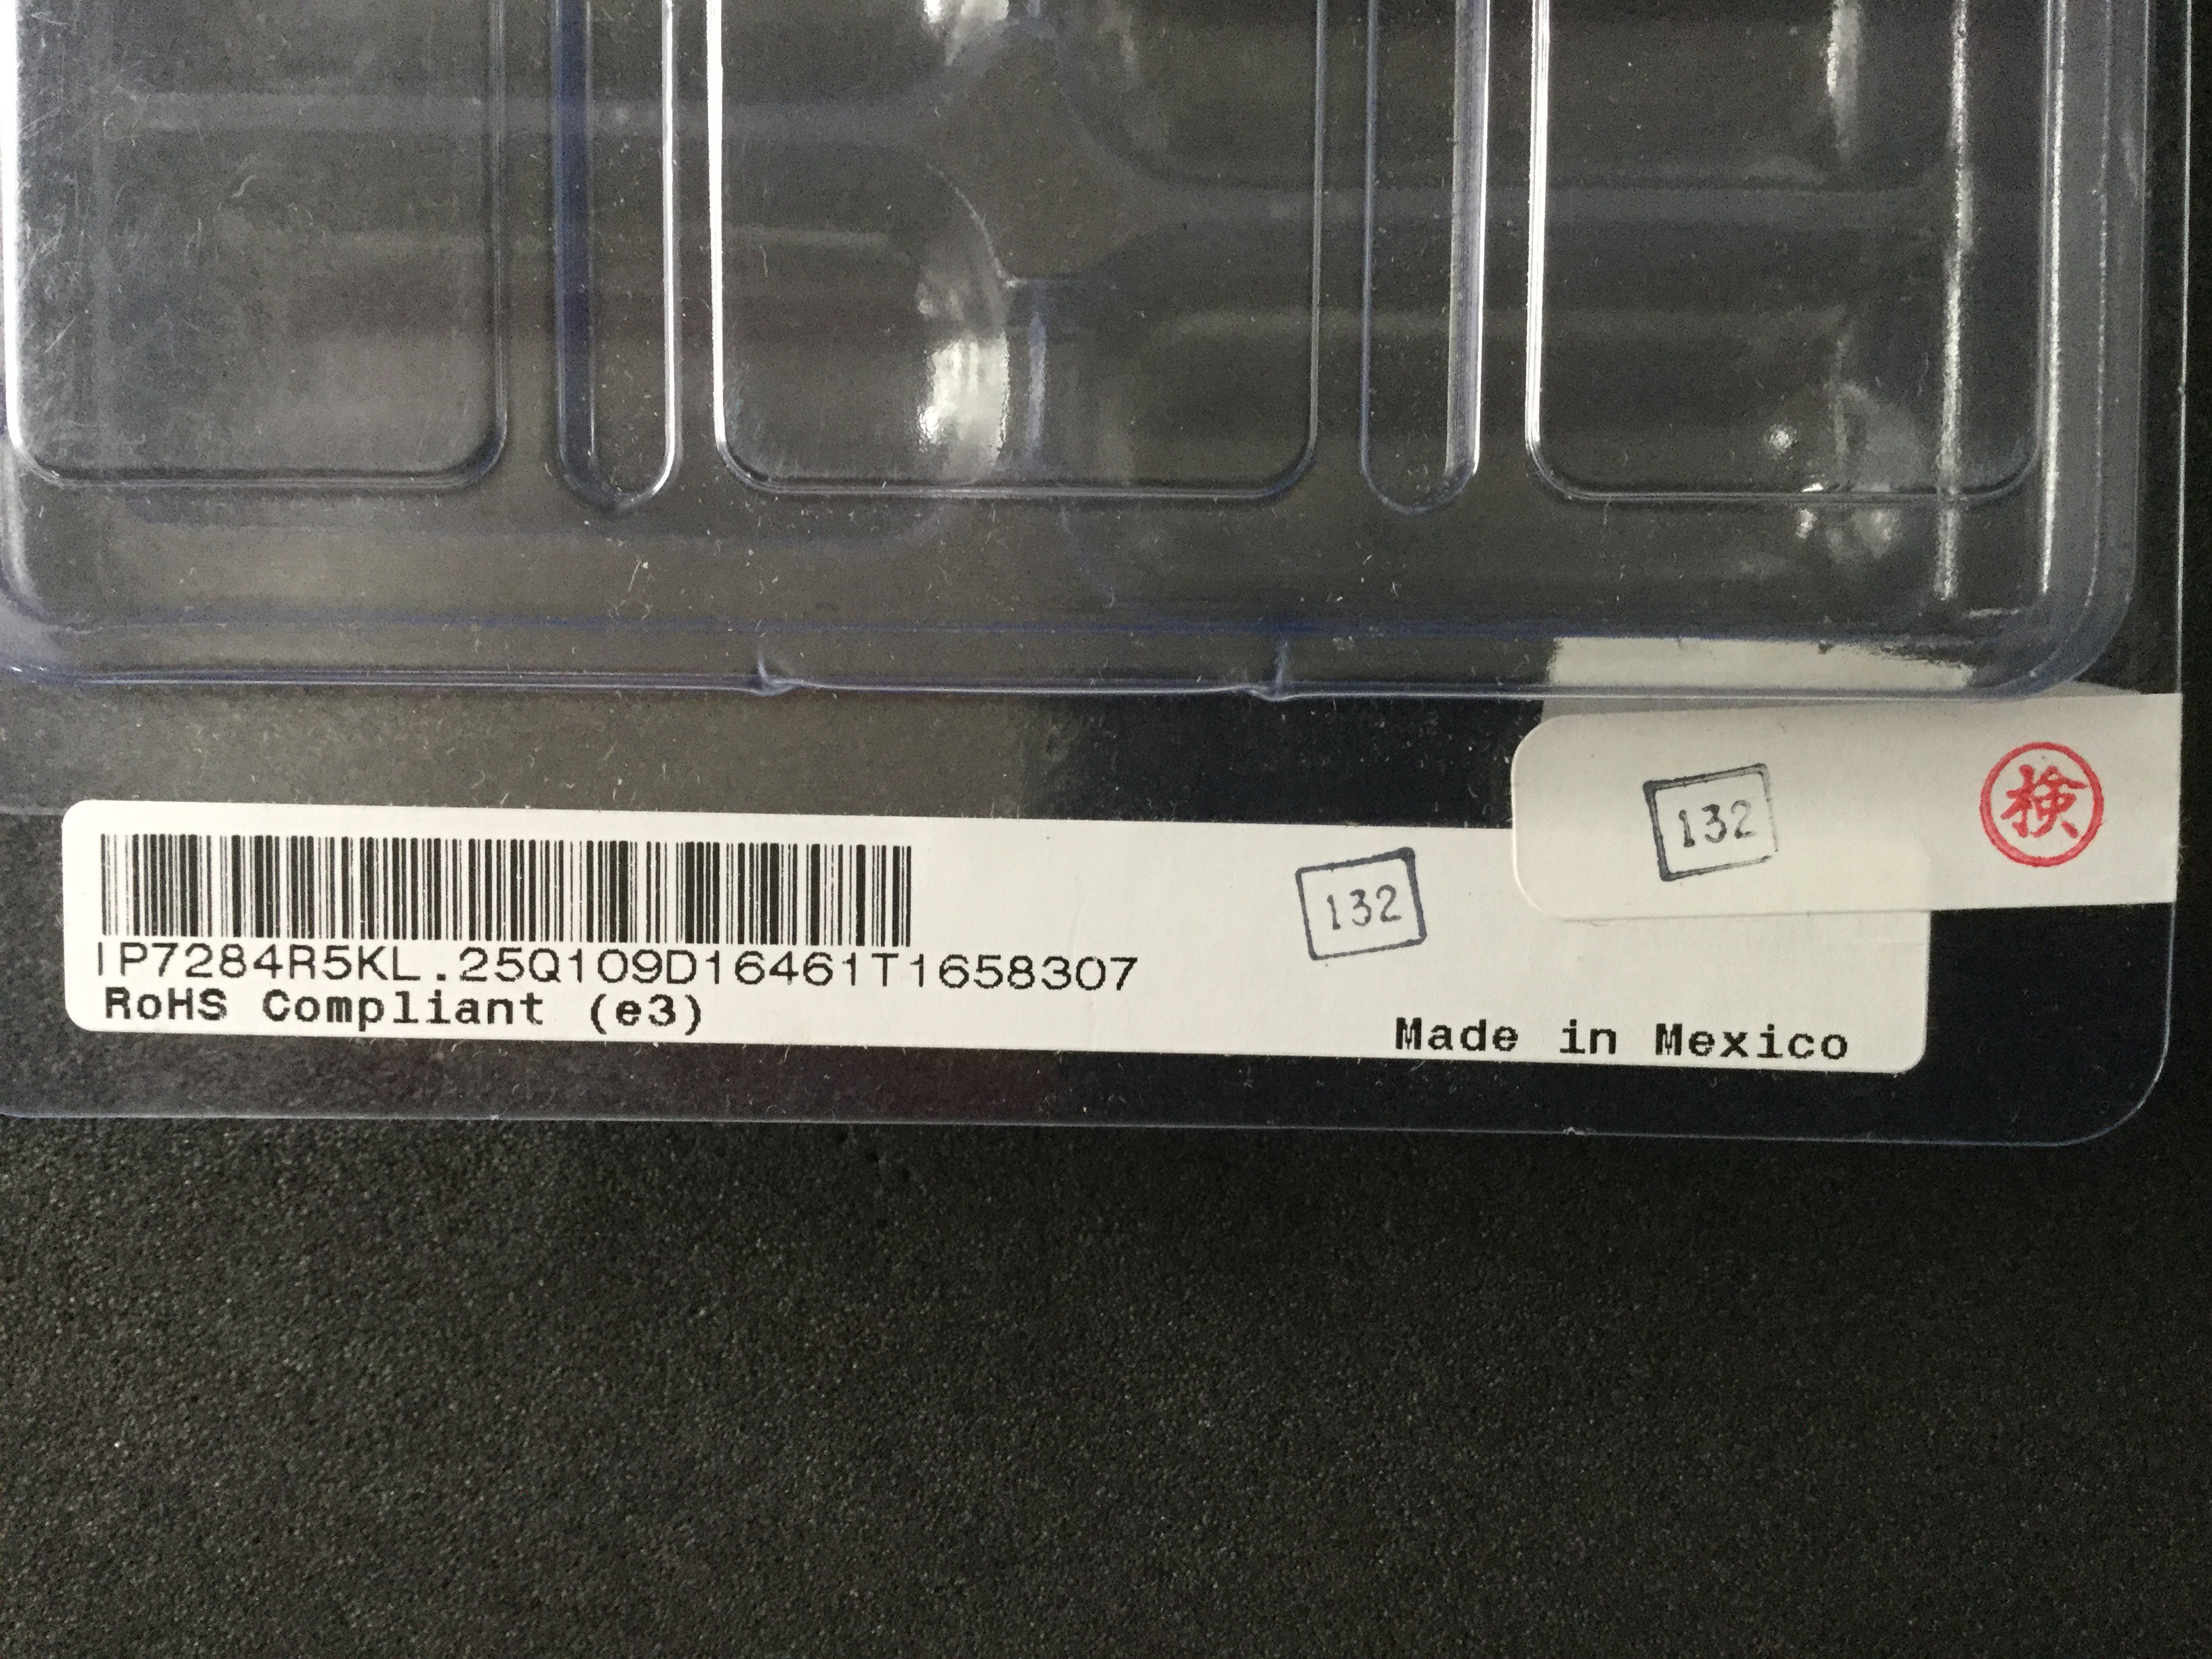 132
検
132
IP7284R5KL.25Q109D16461T1658307
RoHS Compliant (e3)
Made in Mexico